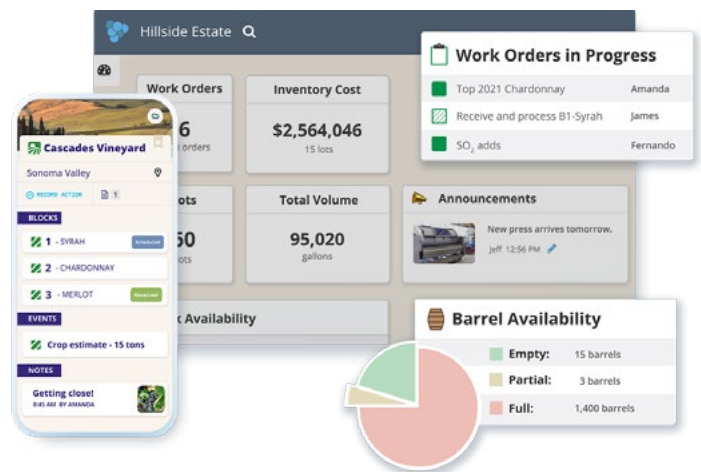 Hillside Estate
Work Orders in Progress
Top 2021 Chardonnay Amanda
Receive and process B1-Syrah James
SO₂ adds Fernando
Work Orders
6
orders
Inventory Cost
$2,564,046
15 lots
Total Volume
95,020
gallons
Announcements
New press arrives tomorrow.
Jeff 12:56 PM
Availability
Barrel Availability
Empty: 15 barrels
Partial: 3 barrels
Full: 1,400 barrels
Cascades Vineyard
Sonoma Valley
RECORD ACTION 1
BLOCKS
1 - SYRAH Scheduled
2 - CHARDONNAY
3 - MERLOT
EVENTS
Crop estimate - 15 tons
NOTES
Getting close!
8:45 AM BY AMANDA